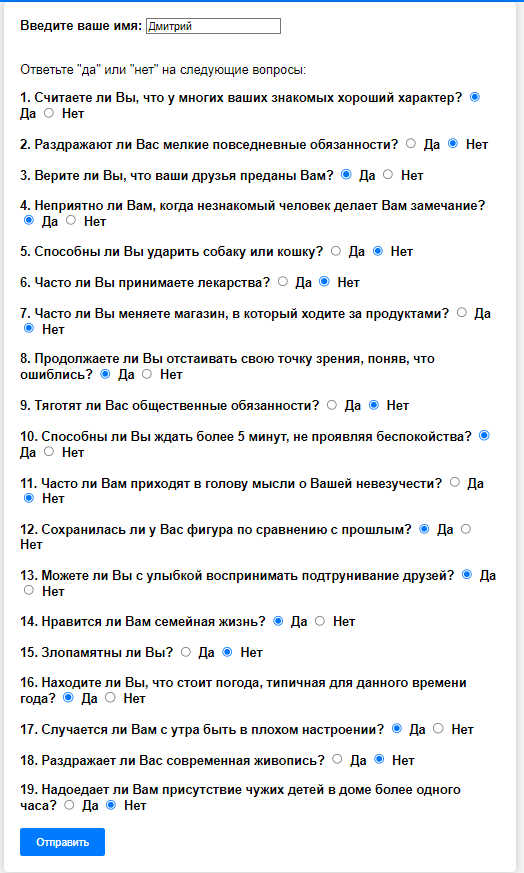 Введите ваше имя: Дмитрий
Ответьте "да" или "нет" на следующие вопросы:
1. Считаете ли Вы, что у многих ваших знакомых хороший характер?
Да Нет
2. Раздражают ли Вас мелкие повседневные обязанности? Да Нет
3. Верите ли Вы, что ваши друзья преданы Вам? Да Нет
4. Неприятно ли Вам, когда незнакомый человек делает Вам замечание?
Да Нет
5. Способны ли Вы ударить собаку или кошку? Да Нет
6. Часто ли Вы принимаете лекарства? Да Нет
7. Часто ли Вы меняете магазин, в который ходите за продуктами? Да
Нет
8. Продолжаете ли Вы отстаивать свою точку зрения, поняв, что
ошиблись? Да Нет
9. Тяготят ли Вас общественные обязанности? Да Нет
10. Способны ли Вы ждать более 5 минут, не проявляя беспокойства?
Да Нет
11. Часто ли Вам приходят в голову мысли о Вашей невезучести? Да
Нет
12. Сохранилась ли у Вас фигура по сравнению с прошлым? Да
Нет
13. Можете ли Вы с улыбкой воспринимать подтрунивание друзей? Да
Нет
14. Нравится ли Вам семейная жизнь? Да Нет
15. Злопамятны ли Вы? Да Нет
16. Находите ли Вы, что стоит погода, типичная для данного времени
года? Да Нет
17. Случается ли Вам с утра быть в плохом настроении? Да Нет
18. Раздражает ли Вас современная живопись? Да Нет
19. Надоедает ли Вам присутствие чужих детей в доме более одного
часа? Да Нет
Отправить